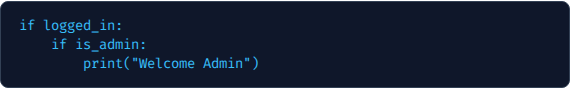 if logged_in:
    if is_admin:
        print("Welcome Admin")